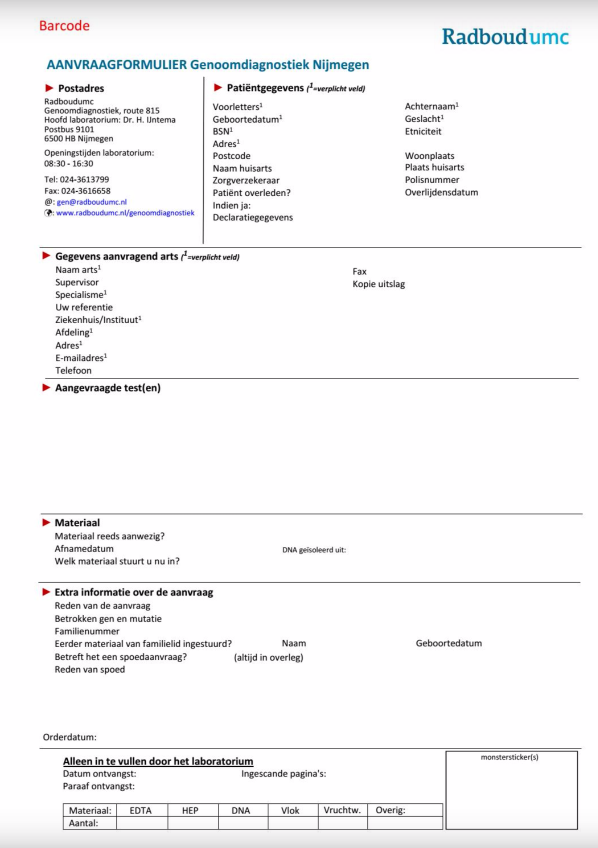 Barcode
Radboudumc
AANVRAAGFORMULIER Genoomdiagnostiek Nijmegen
► Postadres
Radboudumc
Genoomdiagnostiek, route 815
Hoofd laboratorium: Dr. H. IJntema
Postbus 9101
6500 HB Nijmegen
Openingstijden laboratorium:
08:30 - 16:30
Tel: 024-3613799
Fax: 024-3616658
@: gen@radboudumc.nl
: www.radboudumc.nl/genoomdiagnostiek
► Patiëntgegevens (¹=verplicht veld)
Voorletters¹ Achternaam¹
Geboortedatum¹ Geslacht¹
BSN¹ Etniciteit
Adres¹
Postcode Woonplaats
Naam huisarts Plaats huisarts
Zorgverzekeraar Polisnummer
Patiënt overleden? Overlijdensdatum
Indien ja:
Declaratiegegevens
► Gegevens aanvragend arts (¹=verplicht veld)
Naam arts¹ Fax
Supervisor Kopie uitslag
Specialisme¹
Uw referentie
Ziekenhuis/Instituut¹
Afdeling¹
Adres¹
E-mailadres¹
Telefoon
► Aangevraagde test(en)
► Materiaal
Materiaal reeds aanwezig?
Afnamedatum DNA geïsoleerd uit:
Welk materiaal stuurt u nu in?
► Extra informatie over de aanvraag
Reden van de aanvraag
Betrokken gen en mutatie
Familienummer
Eerder materiaal van familielid ingestuurd? Naam Geboortedatum
Betreft het een spoedaanvraag? (altijd in overleg)
Reden van spoed
Orderdatum:
Alleen in te vullen door het laboratorium
Datum ontvangst: Ingescande pagina's:
Paraaf ontvangst:
monstersticker(s)
Materiaal: EDTA HEP DNA Vlok Vruchtw. Overig:
Aantal: